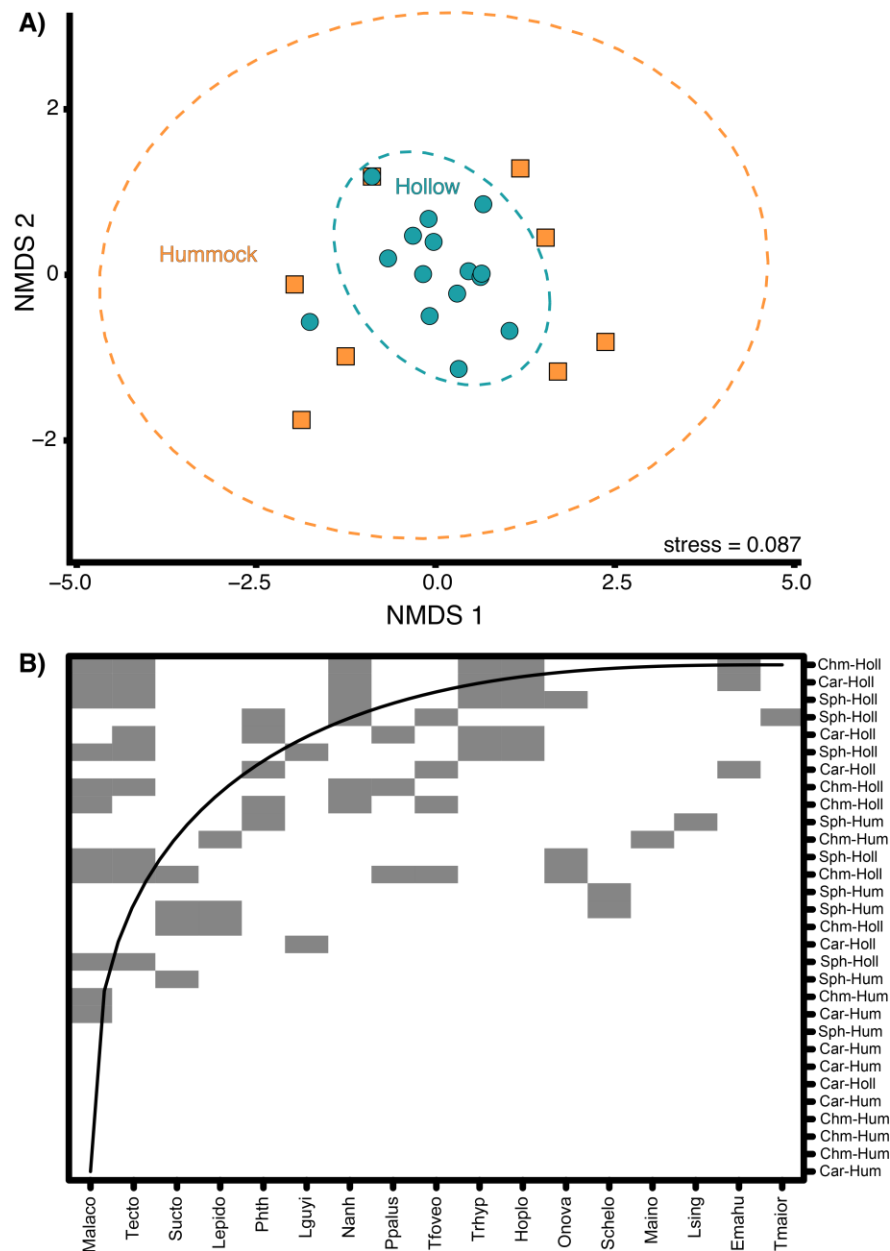 A)
2
0
−2
NMDS 2
Hollow
Hummock
stress = 0.087
−5.0 −2.5 0.0 2.5 5.0
NMDS 1
B)
Chm-Holl
Car-Holl
Sph-Holl
Sph-Holl
Car-Holl
Sph-Holl
Car-Holl
Chm-Holl
Chm-Holl
Sph-Hum
Chm-Hum
Sph-Holl
Chm-Holl
Sph-Hum
Sph-Hum
Chm-Holl
Car-Holl
Sph-Holl
Sph-Hum
Chm-Hum
Car-Hum
Sph-Hum
Car-Hum
Car-Hum
Car-Holl
Car-Hum
Chm-Hum
Chm-Hum
Chm-Hum
Car-Hum
Malaco
Tecto
Sucto
Lepido
Phth
Lguyi
Nanh
Ppalus
Tfoveo
Trhyp
Hoplo
Onova
Schelo
Maino
Lsing
Emahu
Tmaior